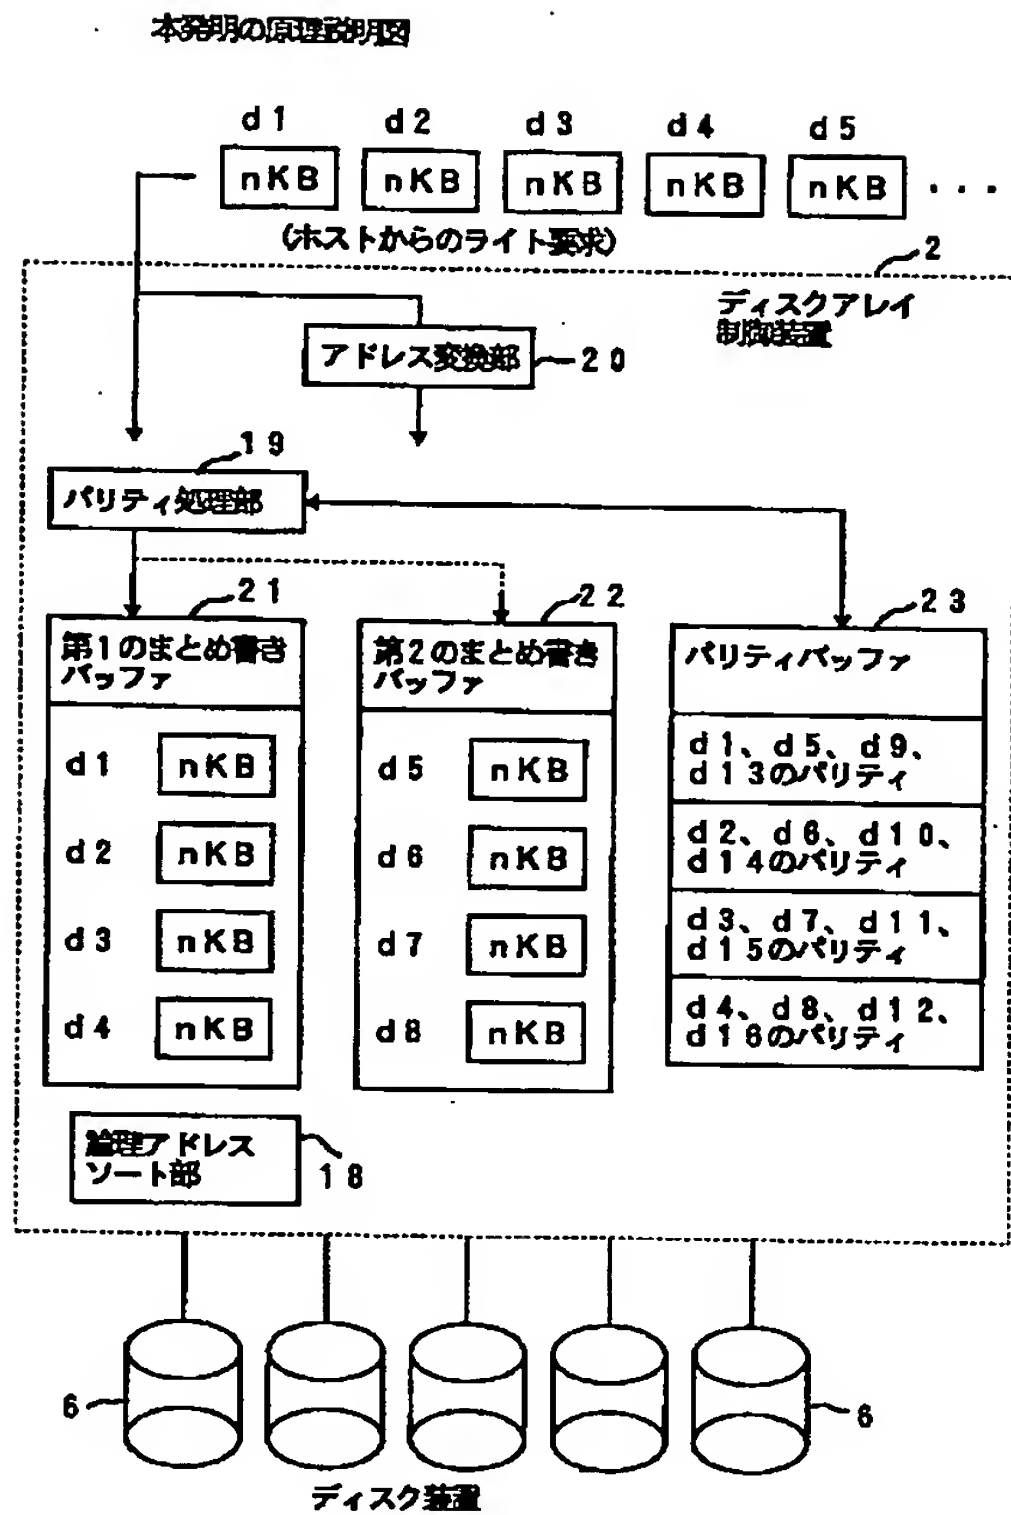 本発明の原理説明図
d1 d2 d3 d4 d5
nKB nKB nKB nKB nKB ・・・
(ホストからのライト要求)
2
ディスクアレイ
制御装置
アドレス変換部
20
19
パリティ処理部
21
第1のまとめ書き
バッファ
d1 nKB
d2 nKB
d3 nKB
d4 nKB
22
第2のまとめ書き
バッファ
d5 nKB
d6 nKB
d7 nKB
d8 nKB
23
パリティバッファ
d1、d5、d9、
d13のパリティ
d2、d6、d10、
d14のパリティ
d3、d7、d11、
d15のパリティ
d4、d8、d12、
d16のパリティ
論理アドレス
ソート部
18
6
6
ディスク装置